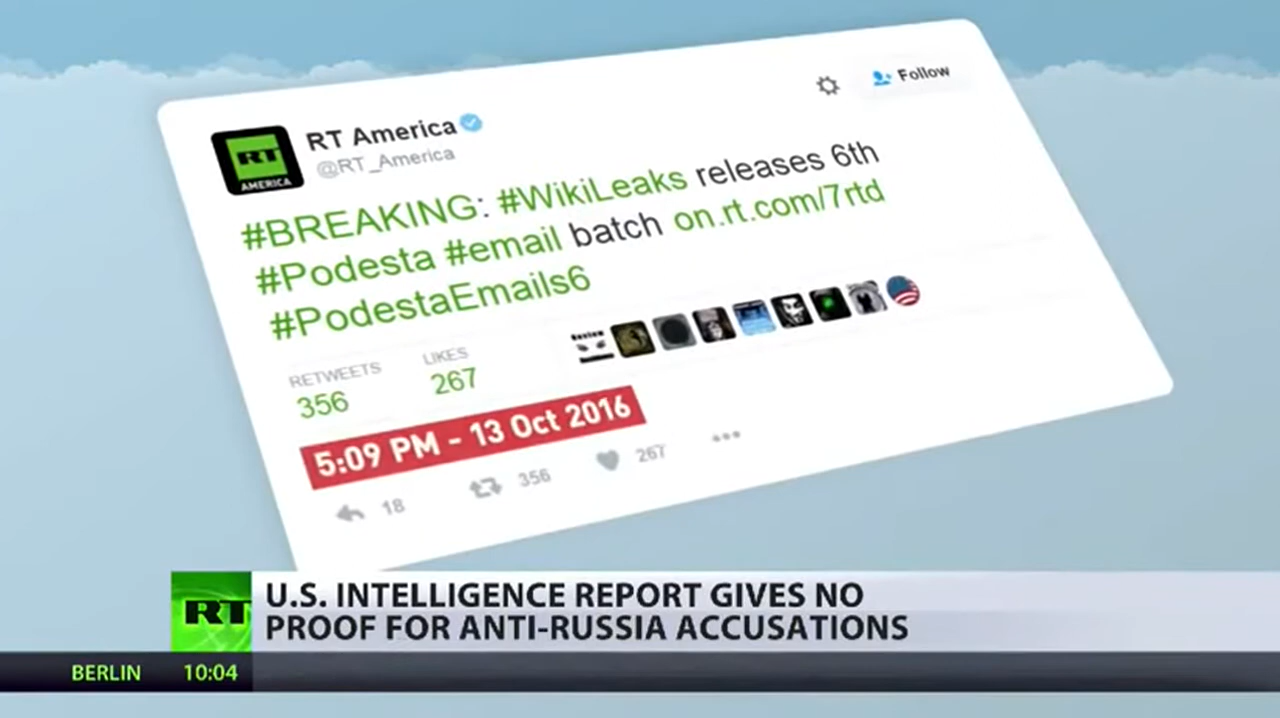 Follow
RT
AMERICA
RT America
@RT_America
#BREAKING: #WikiLeaks releases 6th
#Podesta #email batch on.rt.com/7rtd
#PodestaEmails6
RETWEETS
LIKES
356
267
5:09 PM - 13 Oct 2016
18
356
267
RT
U.S. INTELLIGENCE REPORT GIVES NO
PROOF FOR ANTI-RUSSIA ACCUSATIONS
BERLIN 10:04